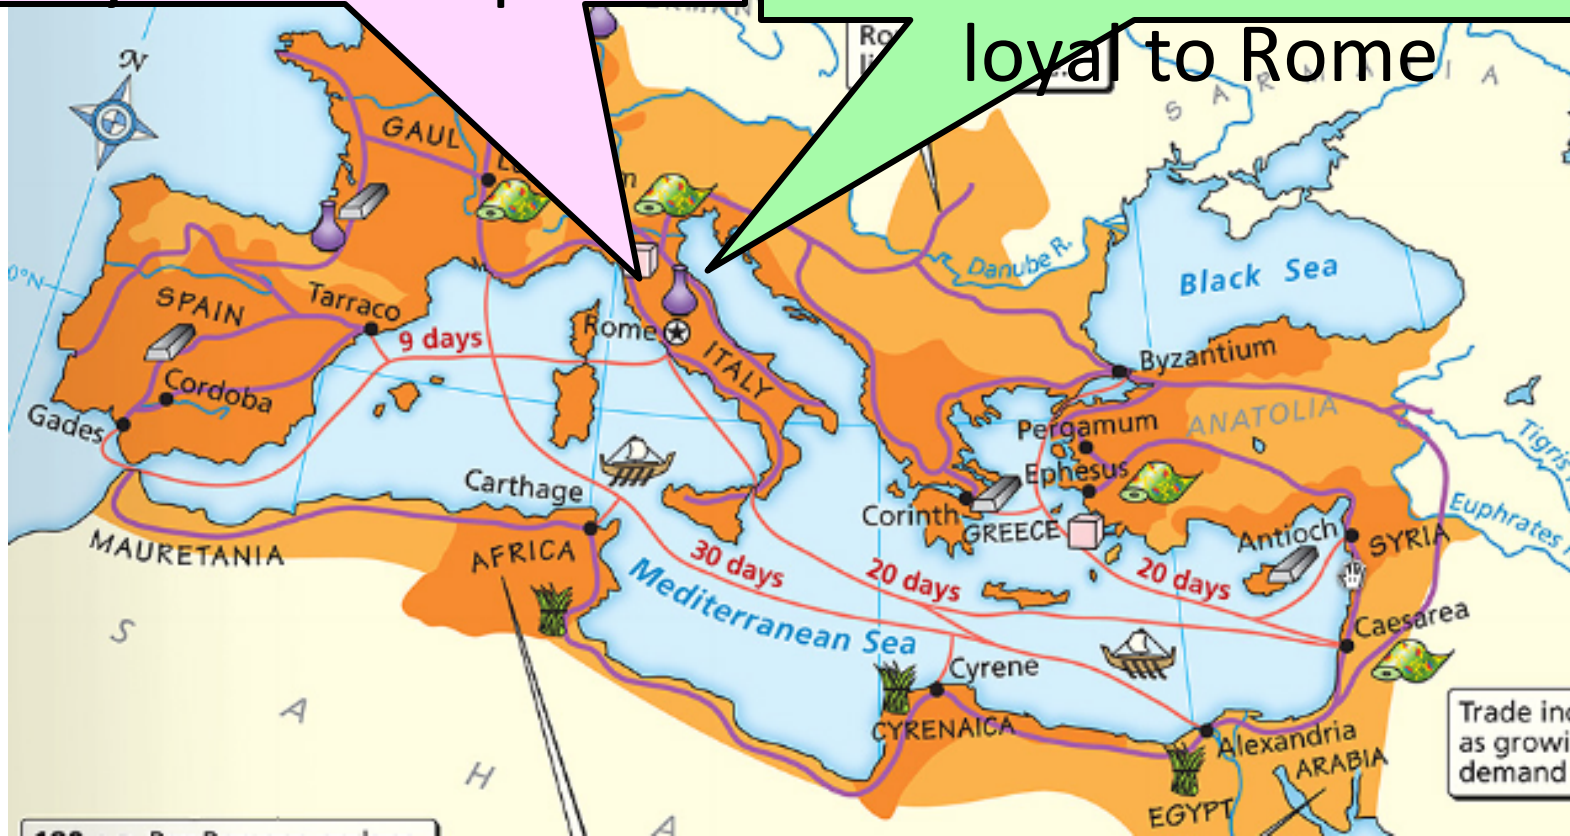 loyal to Rome
N
GAUL
S A R M A T I A
Danube R.
Black Sea
0°N
SPAIN
Tarraco
9 days
Rome
ITALY
Byzantium
Cordoba
Gades
ANATOLIA
Pergamum
Ephesus
Tigris
Carthage
Corinth
GREECE
Antioch
SYRIA
Euphrates
MAURETANIA
AFRICA
30 days
20 days
20 days
Mediterranean Sea
Caesarea
Cyrene
CYRENAICA
Alexandria
ARABIA
EGYPT
Trade
as
demand
S A H A